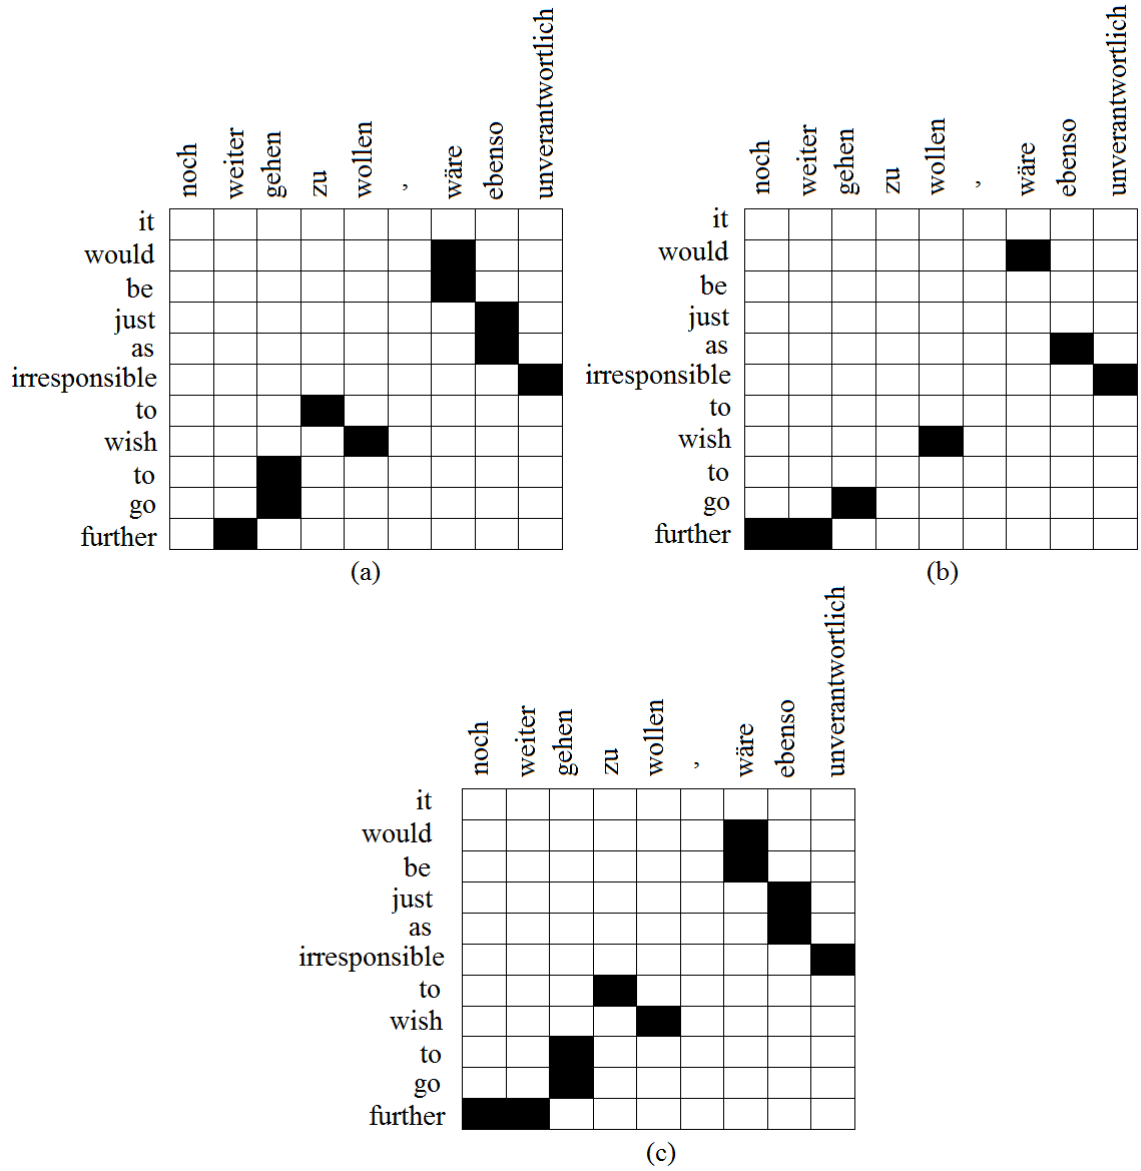 noch
weiter
gehen
zu
wollen
,
wäre
ebenso
unverantwortlich
it
would
be
just
as
irresponsible
to
wish
to
go
further
(a)
noch
weiter
gehen
zu
wollen
,
wäre
ebenso
unverantwortlich
it
would
be
just
as
irresponsible
to
wish
to
go
further
(b)
noch
weiter
gehen
zu
wollen
,
wäre
ebenso
unverantwortlich
it
would
be
just
as
irresponsible
to
wish
to
go
further
(c)